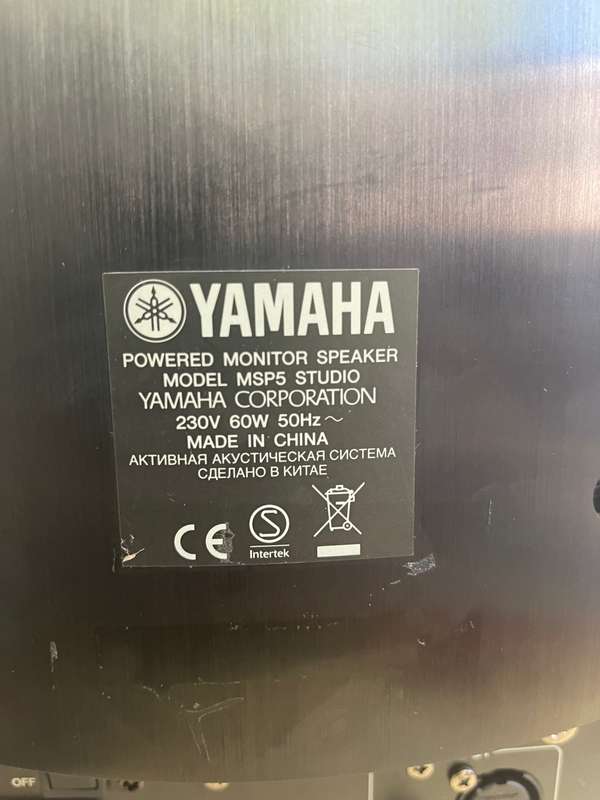 YAMAHA
POWERED MONITOR SPEAKER
MODEL MSP5 STUDIO
YAMAHA CORPORATION
230V 60W 50Hz ~
MADE IN CHINA
АКТИВНАЯ АКУСТИЧЕСКАЯ СИСТЕМА
СДЕЛАНО В КИТАЕ
CE S
Intertek
OFF